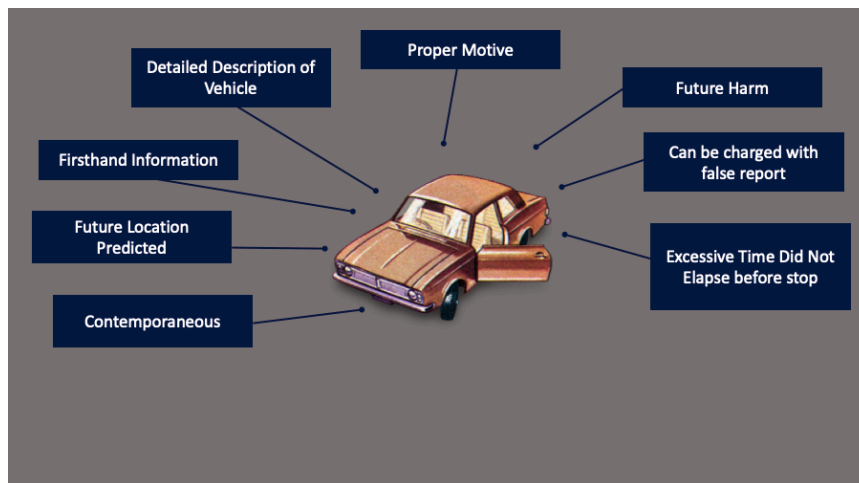 Proper Motive
Detailed Description of
Vehicle
Future Harm
Firsthand Information
Can be charged with
false report
Future Location
Predicted
Excessive Time Did Not
Elapse before stop
Contemporaneous